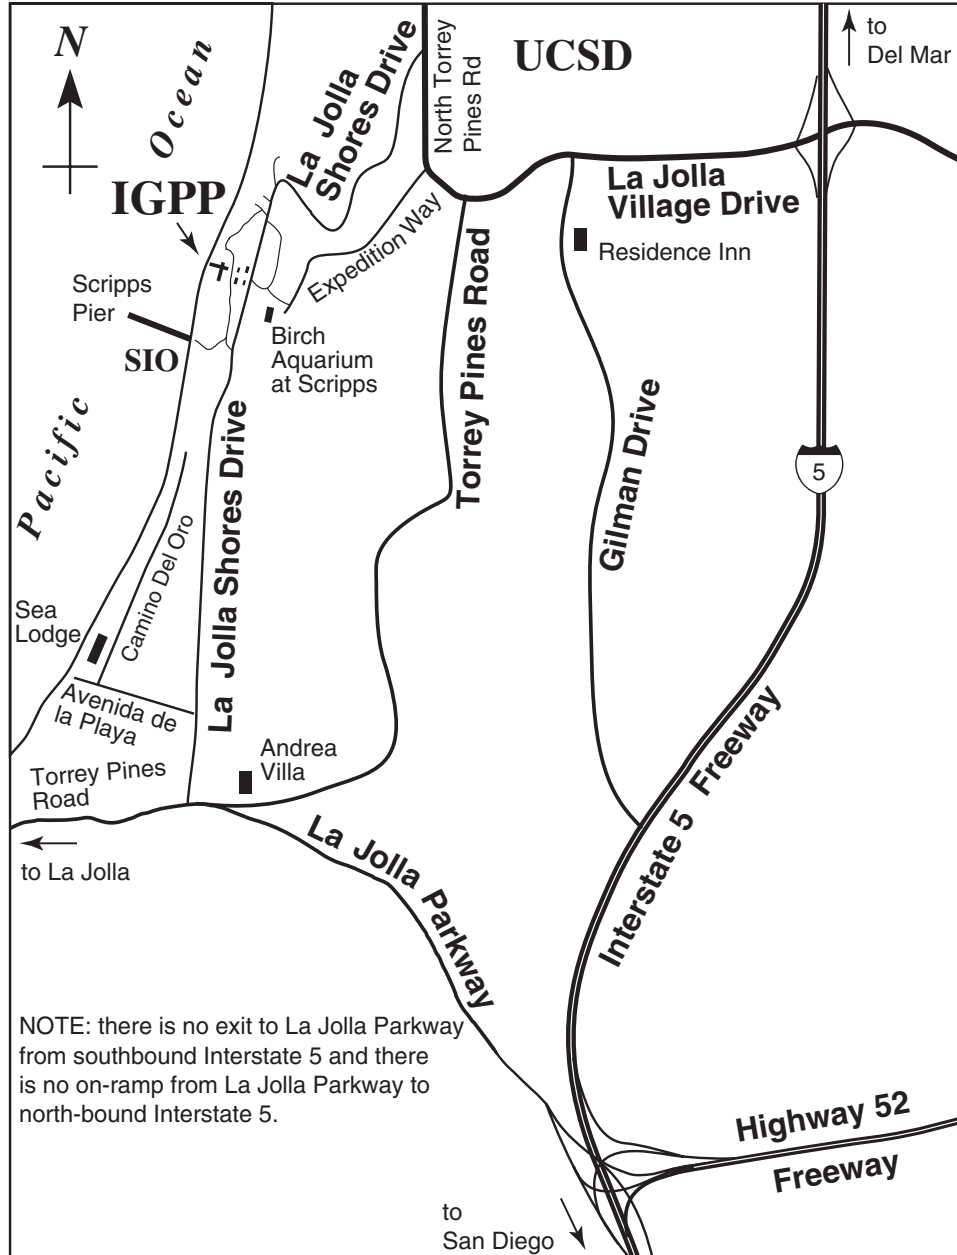 N
Ocean
La Jolla
Shores Drive
North Torrey
Pines Rd
UCSD
to
Del Mar
IGPP
La Jolla
Village Drive
Residence Inn
Expedition Way
Scripps
Pier
SIO
Birch
Aquarium
at Scripps
Torrey Pines Road
Gilman Drive
Pacific
La Jolla Shores Drive
5
Camino Del Oro
Sea
Lodge
Avenida de
la Playa
Andrea
Villa
Torrey Pines
Road
to La Jolla
La Jolla Parkway
Interstate 5 Freeway
NOTE: there is no exit to La Jolla Parkway
from southbound Interstate 5 and there
is no on-ramp from La Jolla Parkway to
north-bound Interstate 5.
Highway 52
Freeway
to
San Diego